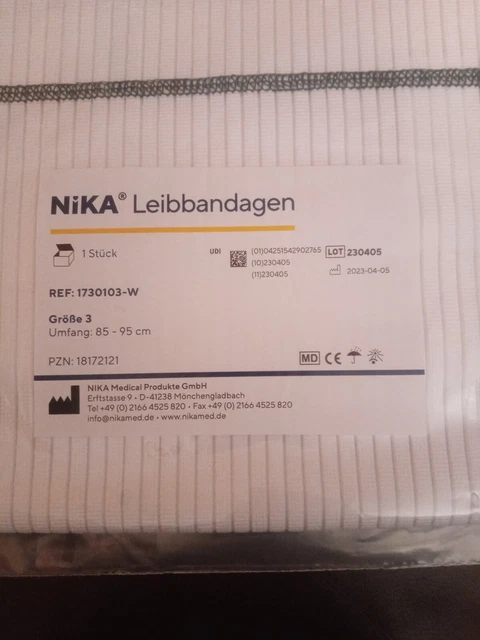 NiKA® Leibbandagen
1 Stück
UDI
(01)04251542902765
(10)230405
(11)230405
LOT 230405
2023-04-05
REF: 1730103-W
Größe 3
Umfang: 85 - 95 cm
PZN: 18172121
MD CE
NIKA Medical Produkte GmbH
Erftstasse 9 • D-41238 Mönchengladbach
Tel +49 (0) 2166 4525 820 • Fax +49 (0) 2166 4525 820
info@nikamed.de • www.nikamed.de